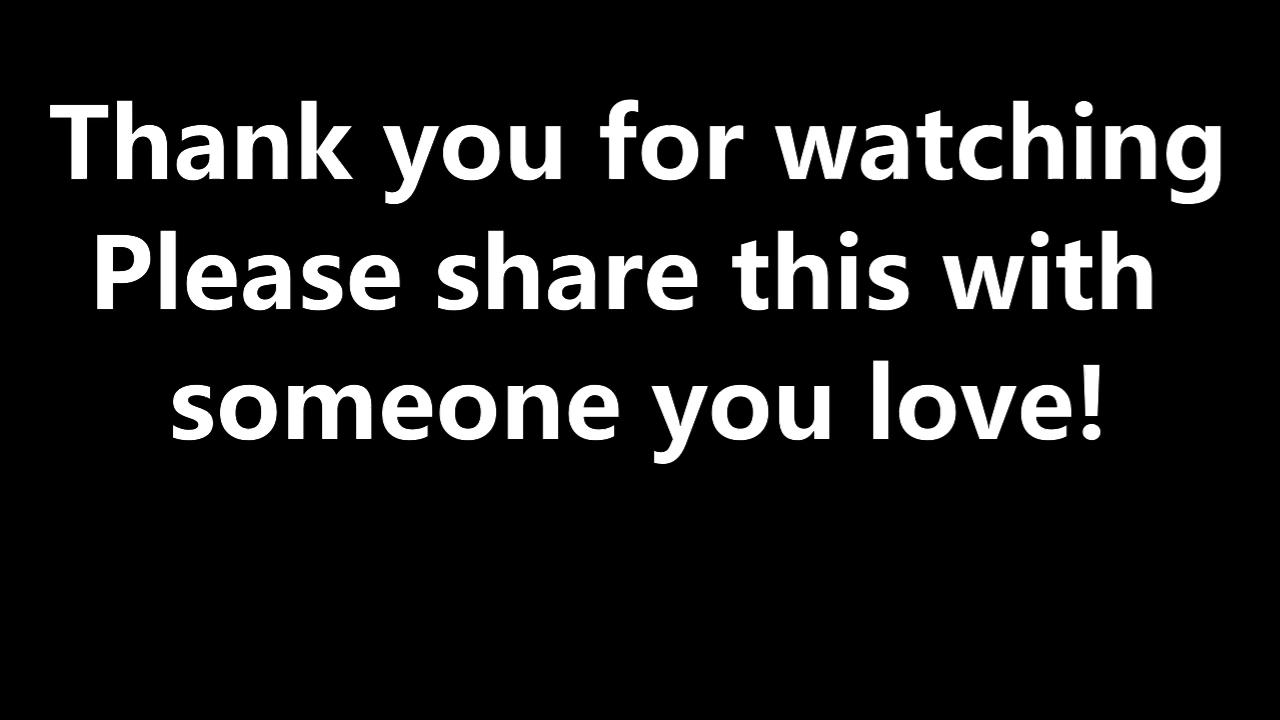 Thank you for watching
Please share this with
someone you love!